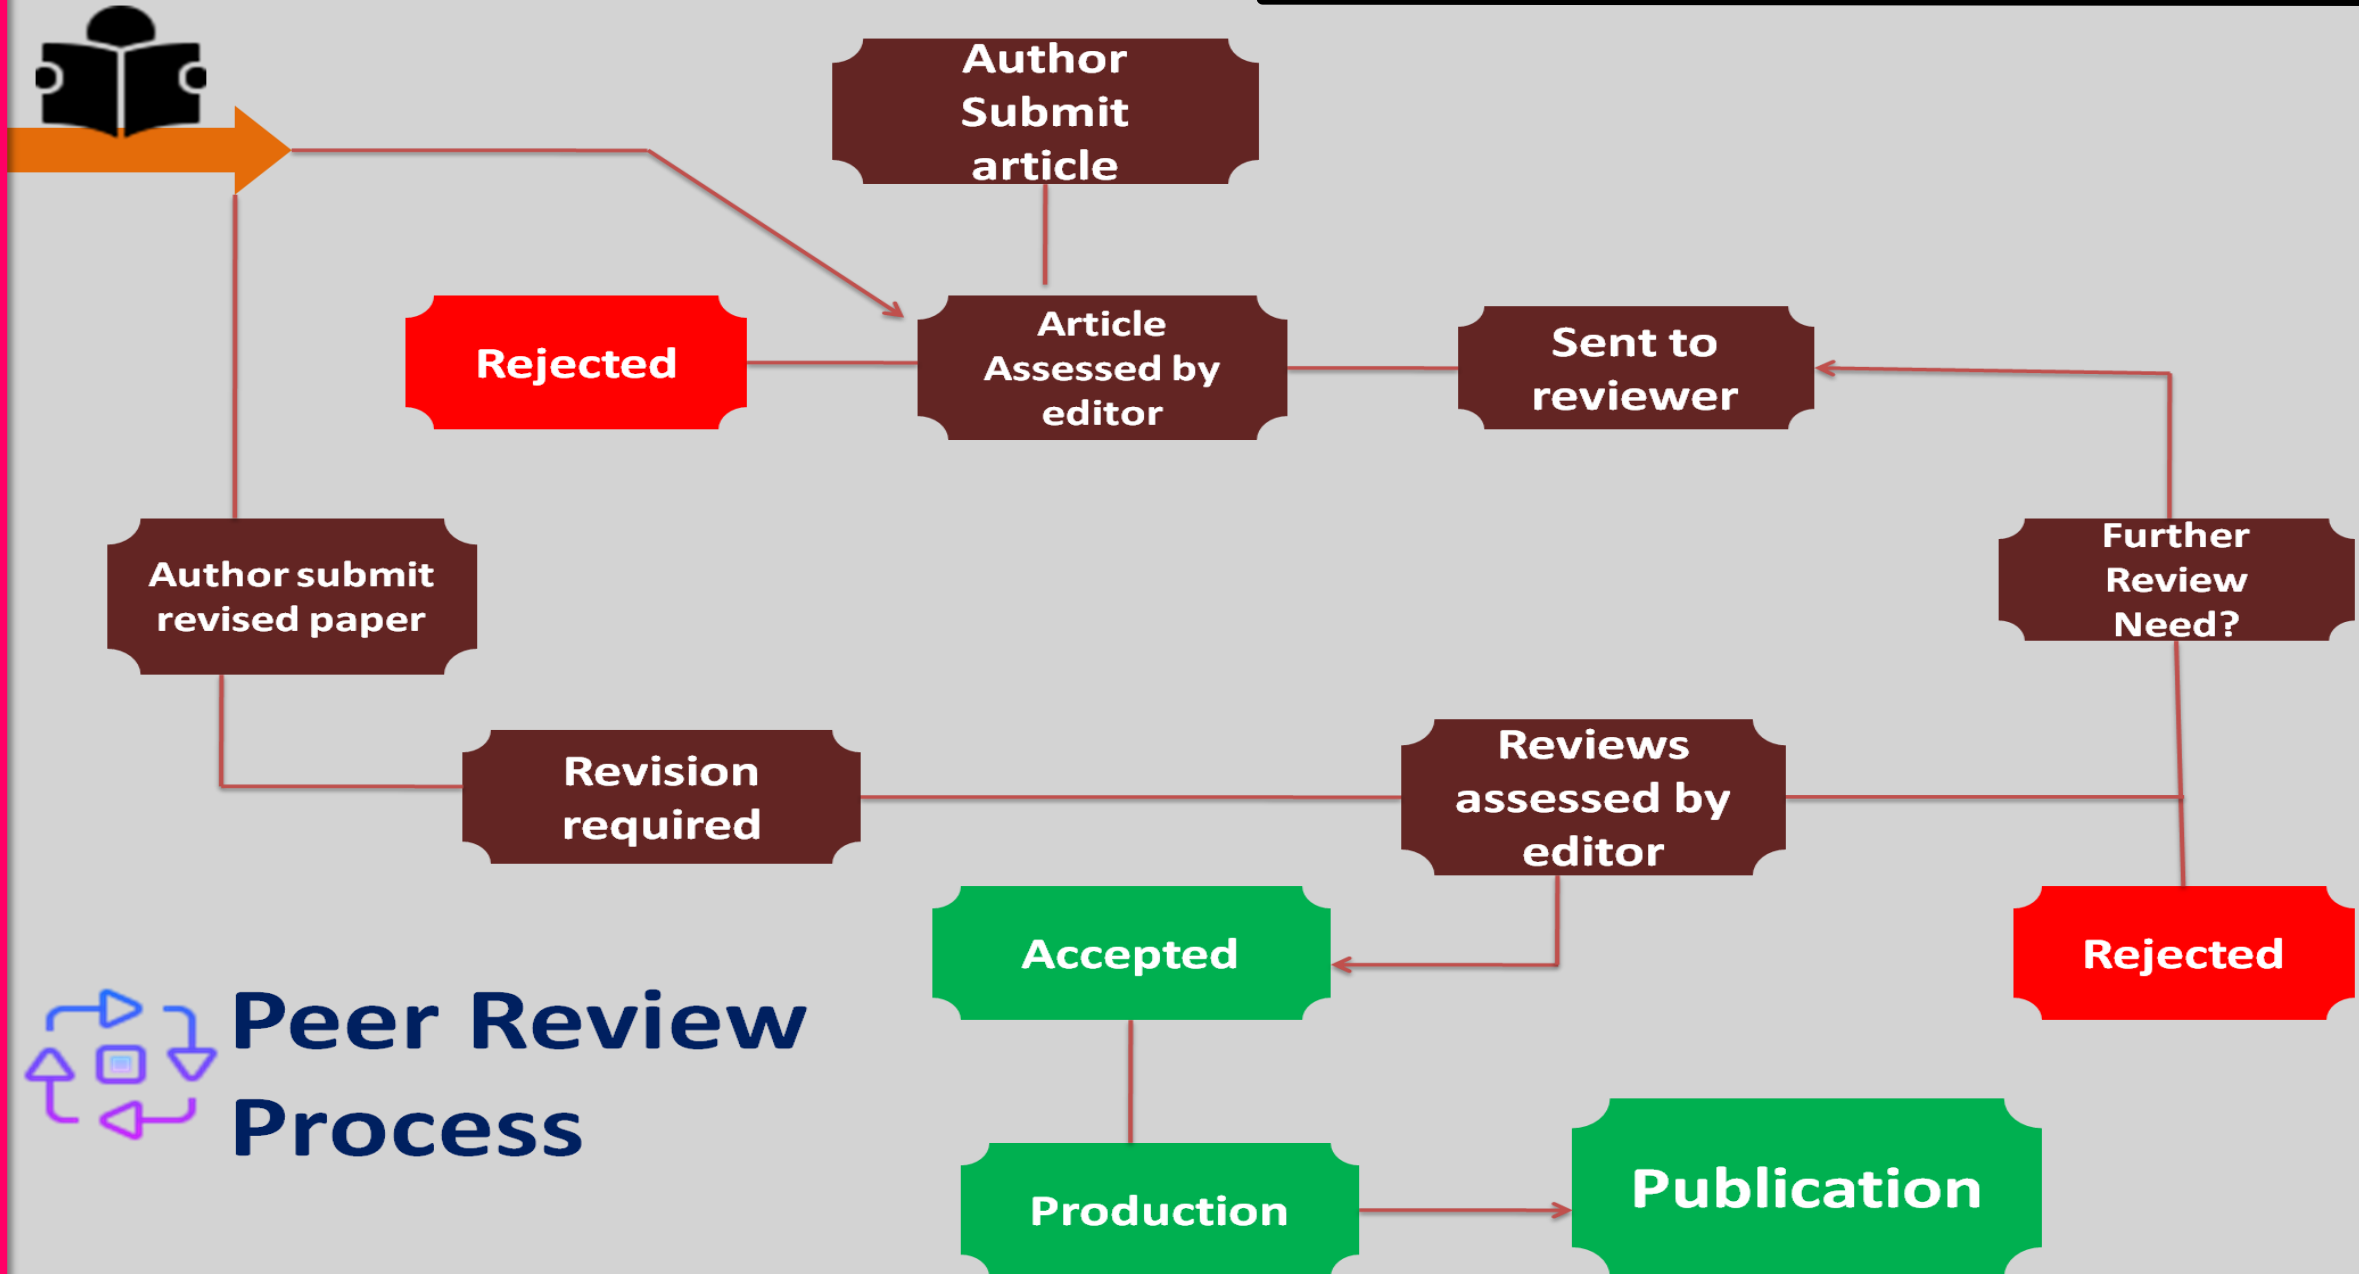 Author
Submit
article
Rejected
Article
Assessed by
editor
Sent to
reviewer
Author submit
revised paper
Further
Review
Need?
Revision
required
Reviews
assessed by
editor
Accepted
Rejected
Peer Review
Process
Production
Publication